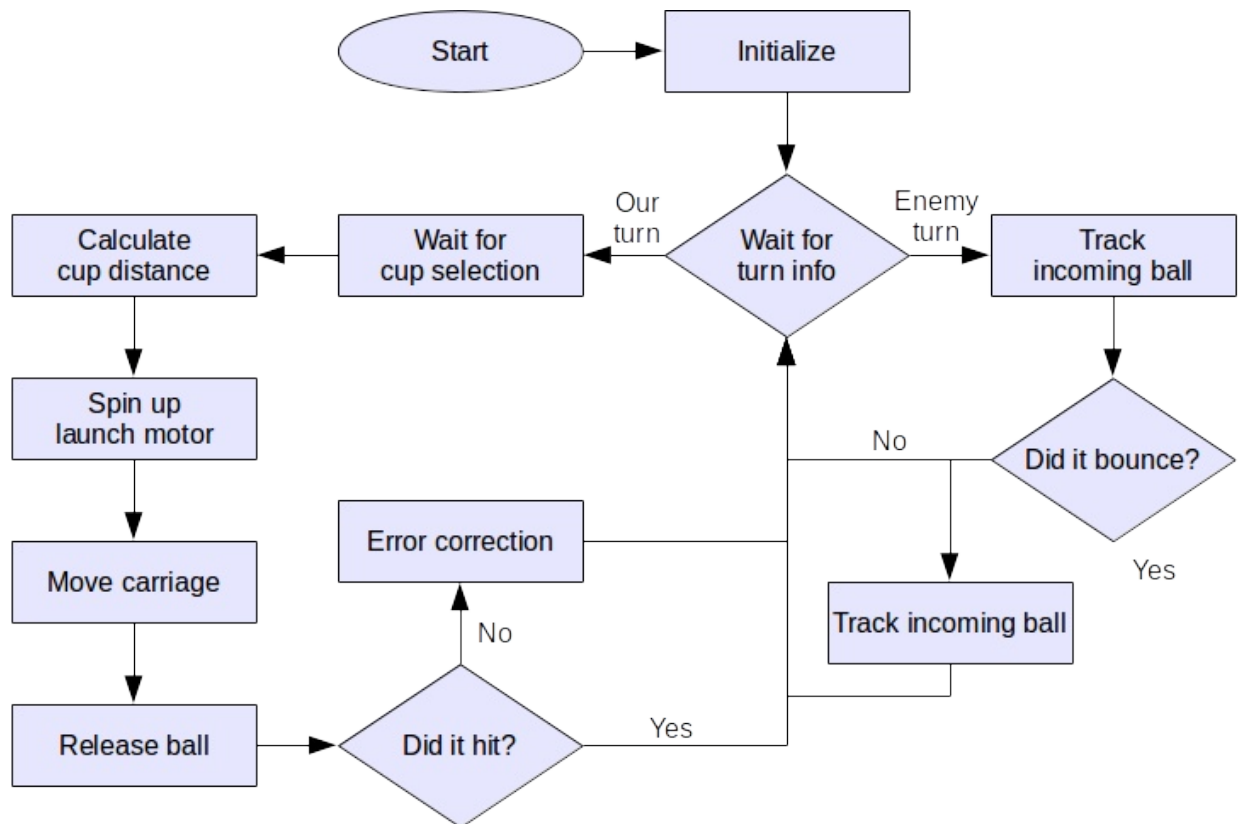 Start
Initialize
Our
turn
Enemy
turn
Calculate
cup distance
Wait for
cup selection
Wait for
turn info
Track
incoming ball
Spin up
launch motor
No
Did it bounce?
Error correction
Yes
Move carriage
Track incoming ball
No
Release ball
Did it hit?
Yes